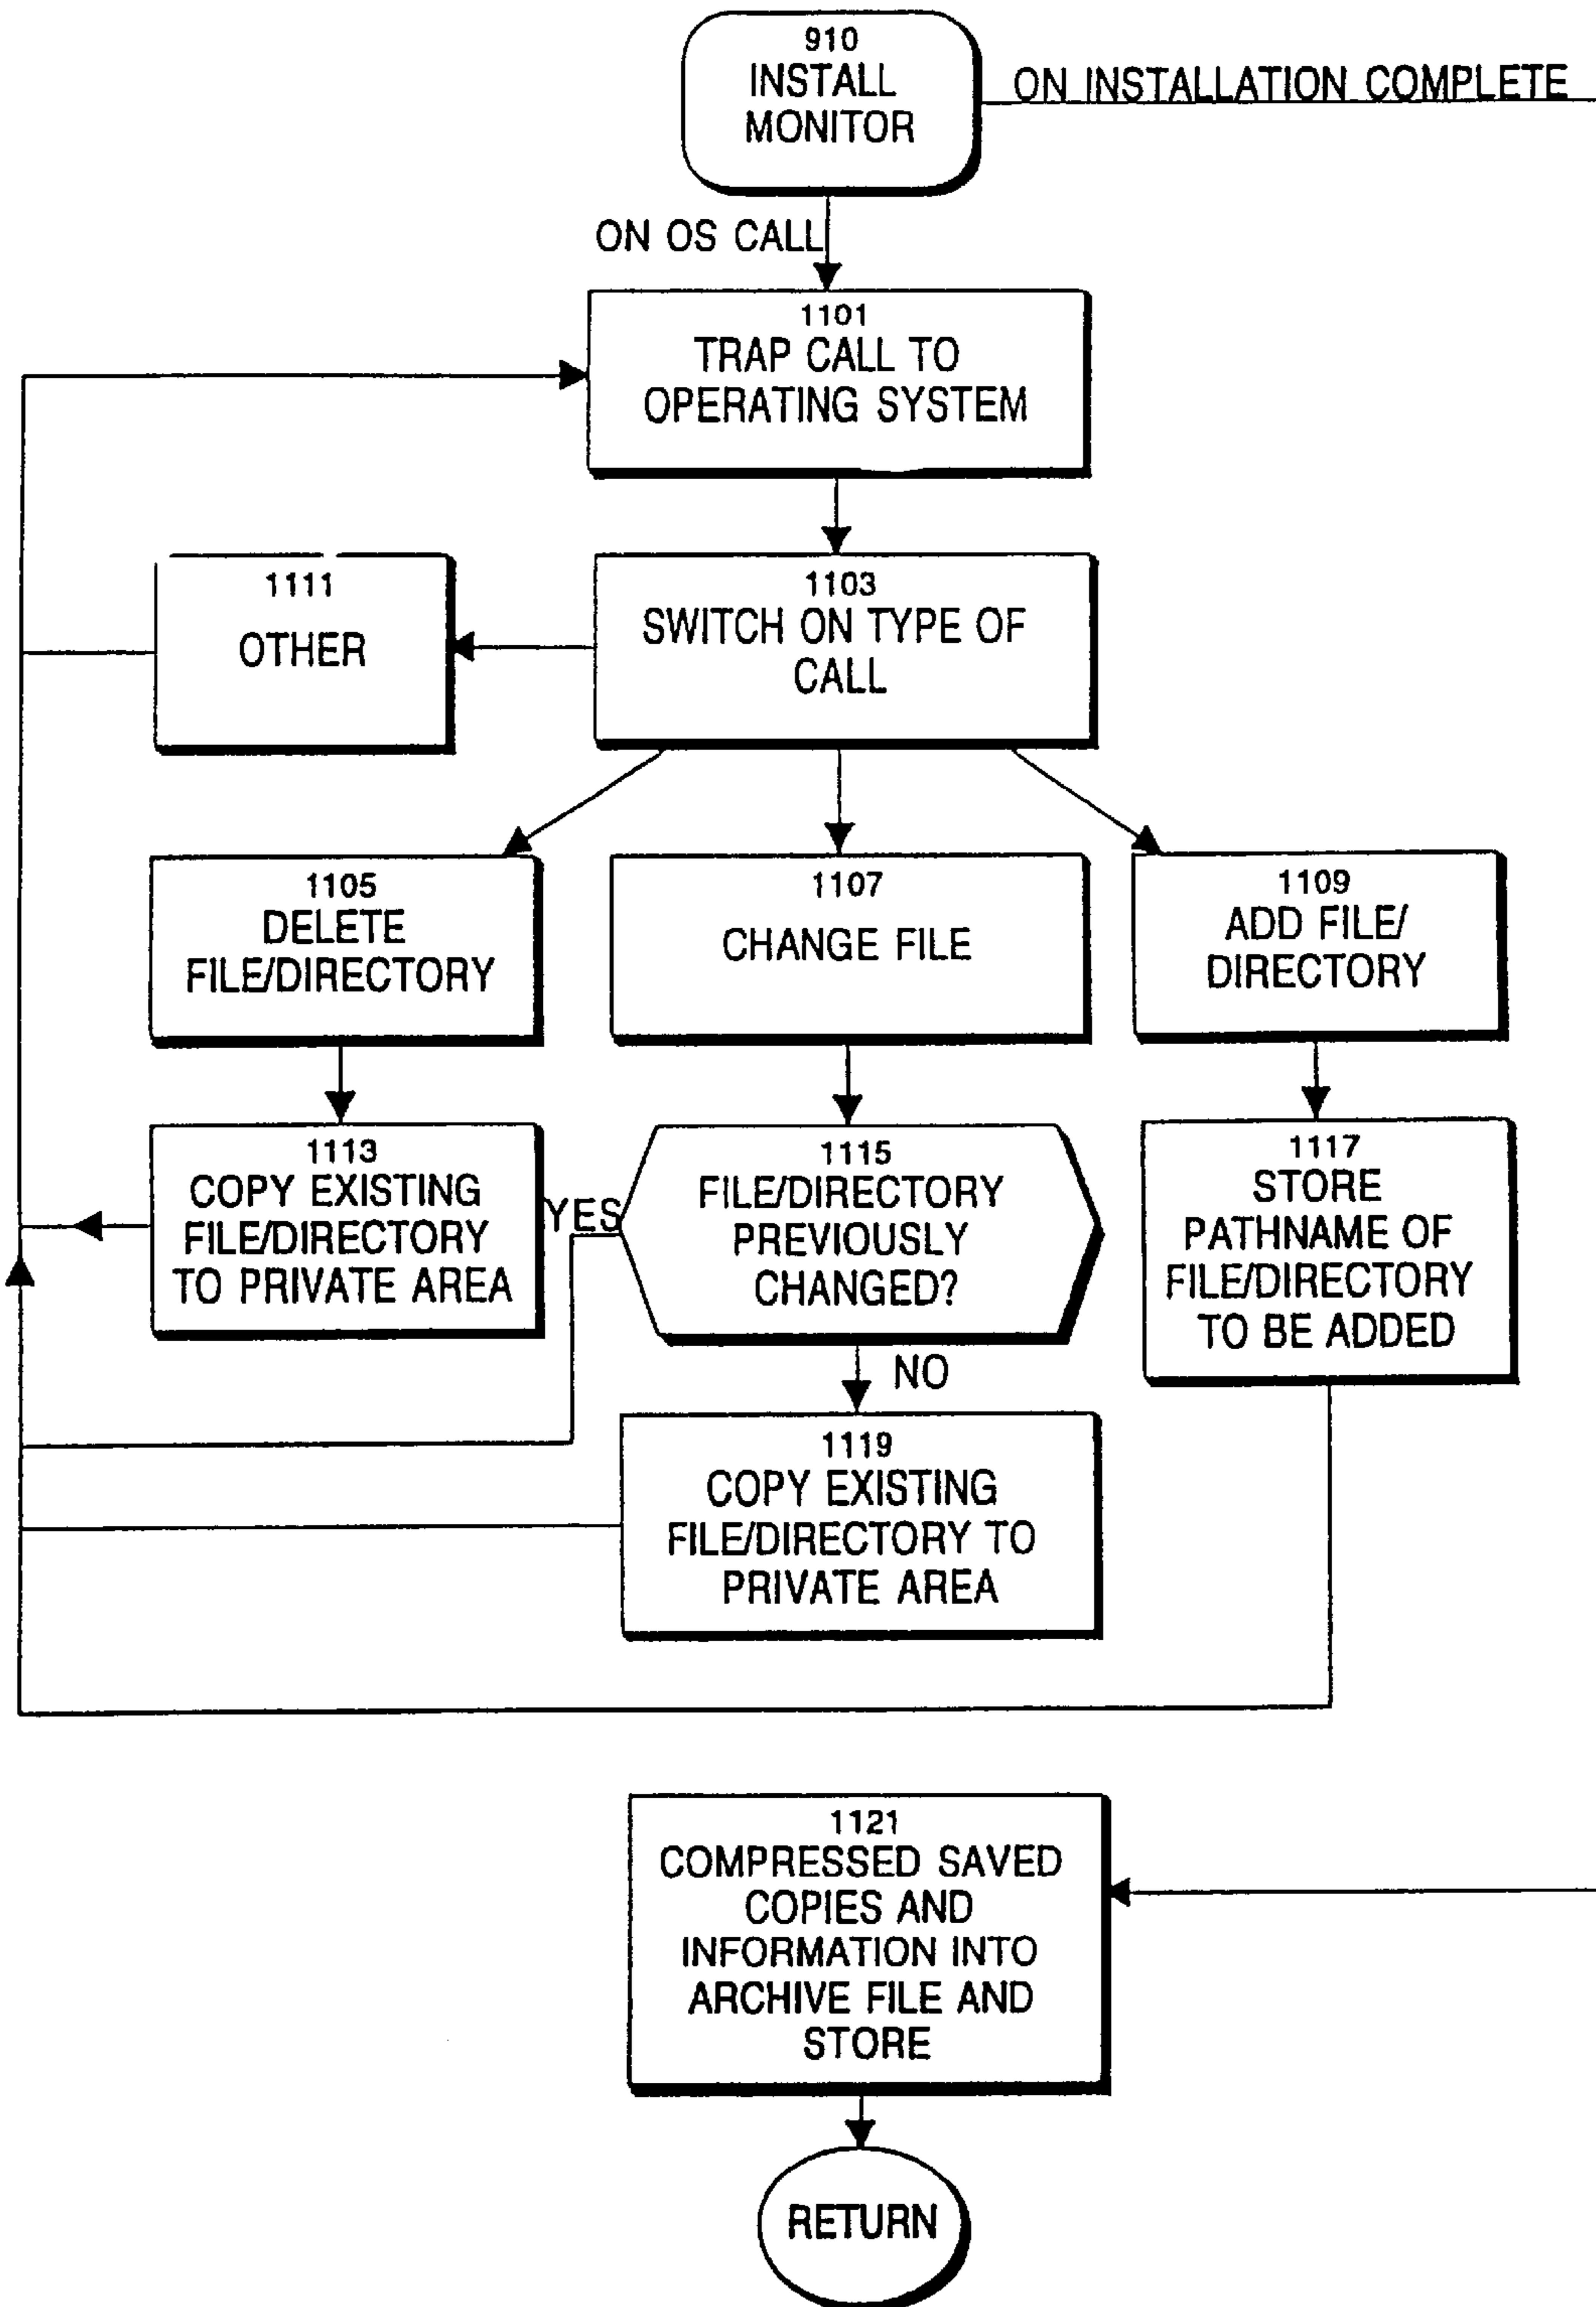 910
INSTALL
MONITOR
ON INSTALLATION COMPLETE
ON OS CALL
1101
TRAP CALL TO
OPERATING SYSTEM
1111
OTHER
1103
SWITCH ON TYPE OF
CALL
1105
DELETE
FILE/DIRECTORY
1107
CHANGE FILE
1109
ADD FILE/
DIRECTORY
1113
COPY EXISTING
FILE/DIRECTORY
TO PRIVATE AREA
YES
1115
FILE/DIRECTORY
PREVIOUSLY
CHANGED?
1117
STORE
PATHNAME OF
FILE/DIRECTORY
TO BE ADDED
NO
1119
COPY EXISTING
FILE/DIRECTORY TO
PRIVATE AREA
1121
COMPRESSED SAVED
COPIES AND
INFORMATION INTO
ARCHIVE FILE AND
STORE
RETURN